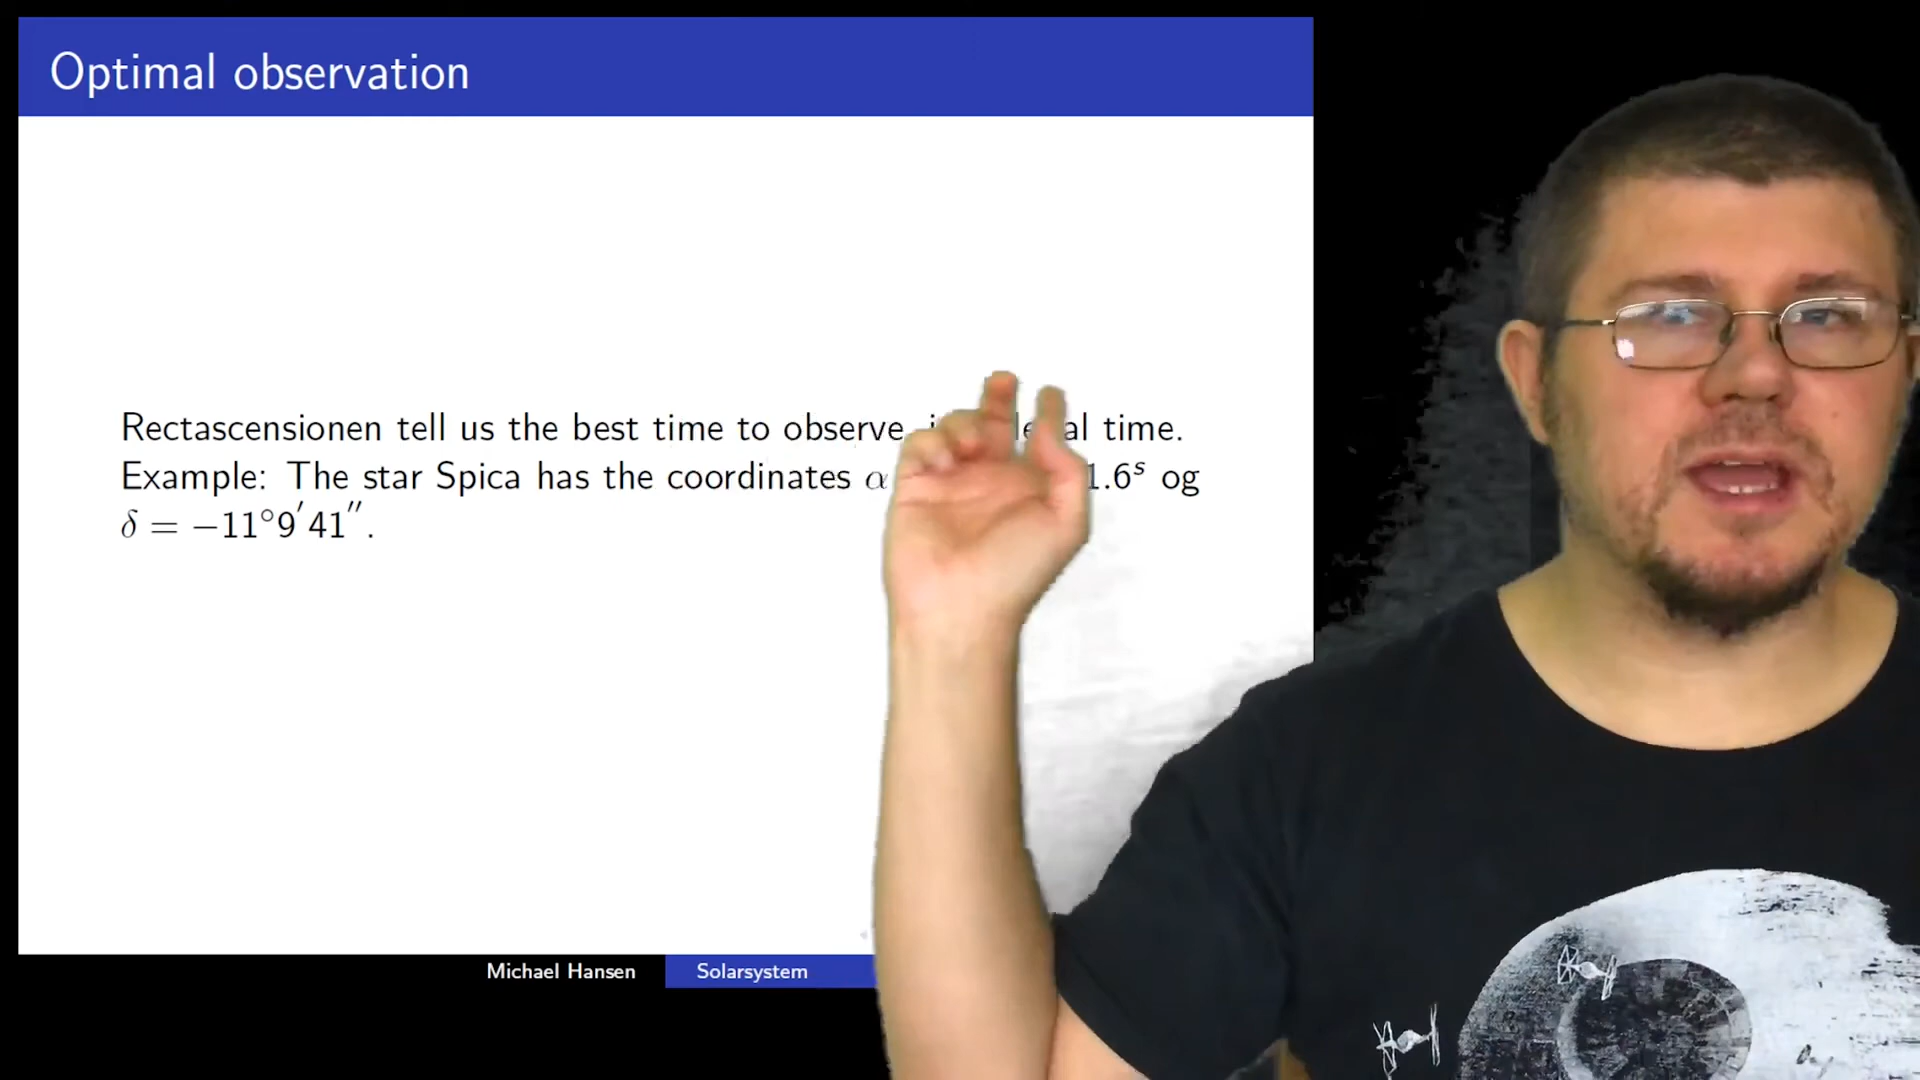 Optimal observation
Rectascensionen tell us the best time to observe, time.
Example: The star Spica has the coordinates α 1.6ˢ og
δ = −11°9′41″.
Michael Hansen Solarsystem